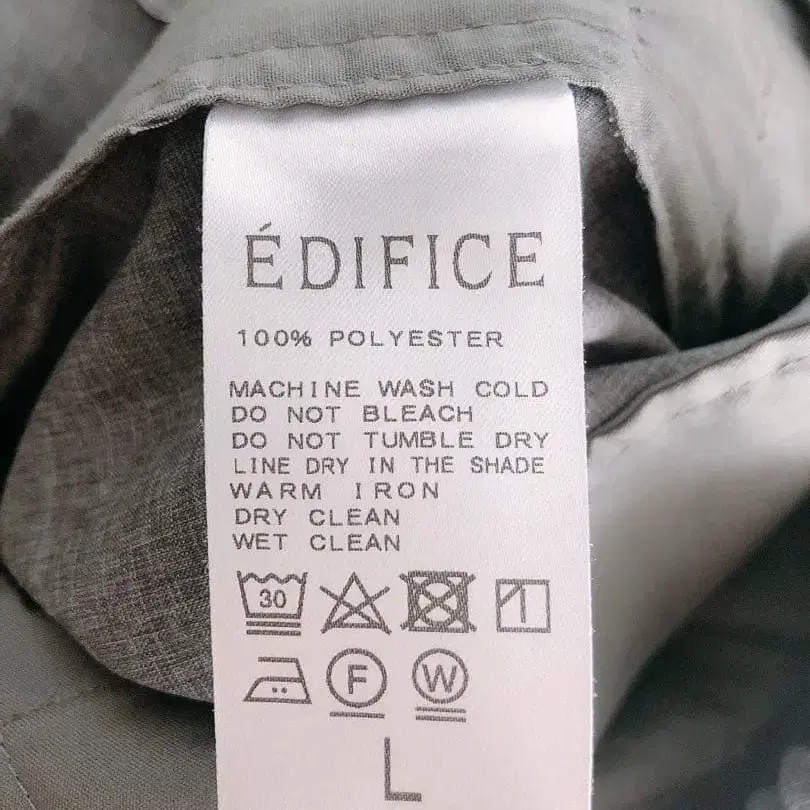 ÉDIFICE
100% POLYESTER
MACHINE WASH COLD
DO NOT BLEACH
DO NOT TUMBLE DRY
LINE DRY IN THE SHADE
WARM IRON
DRY CLEAN
WET CLEAN
30
F W
L